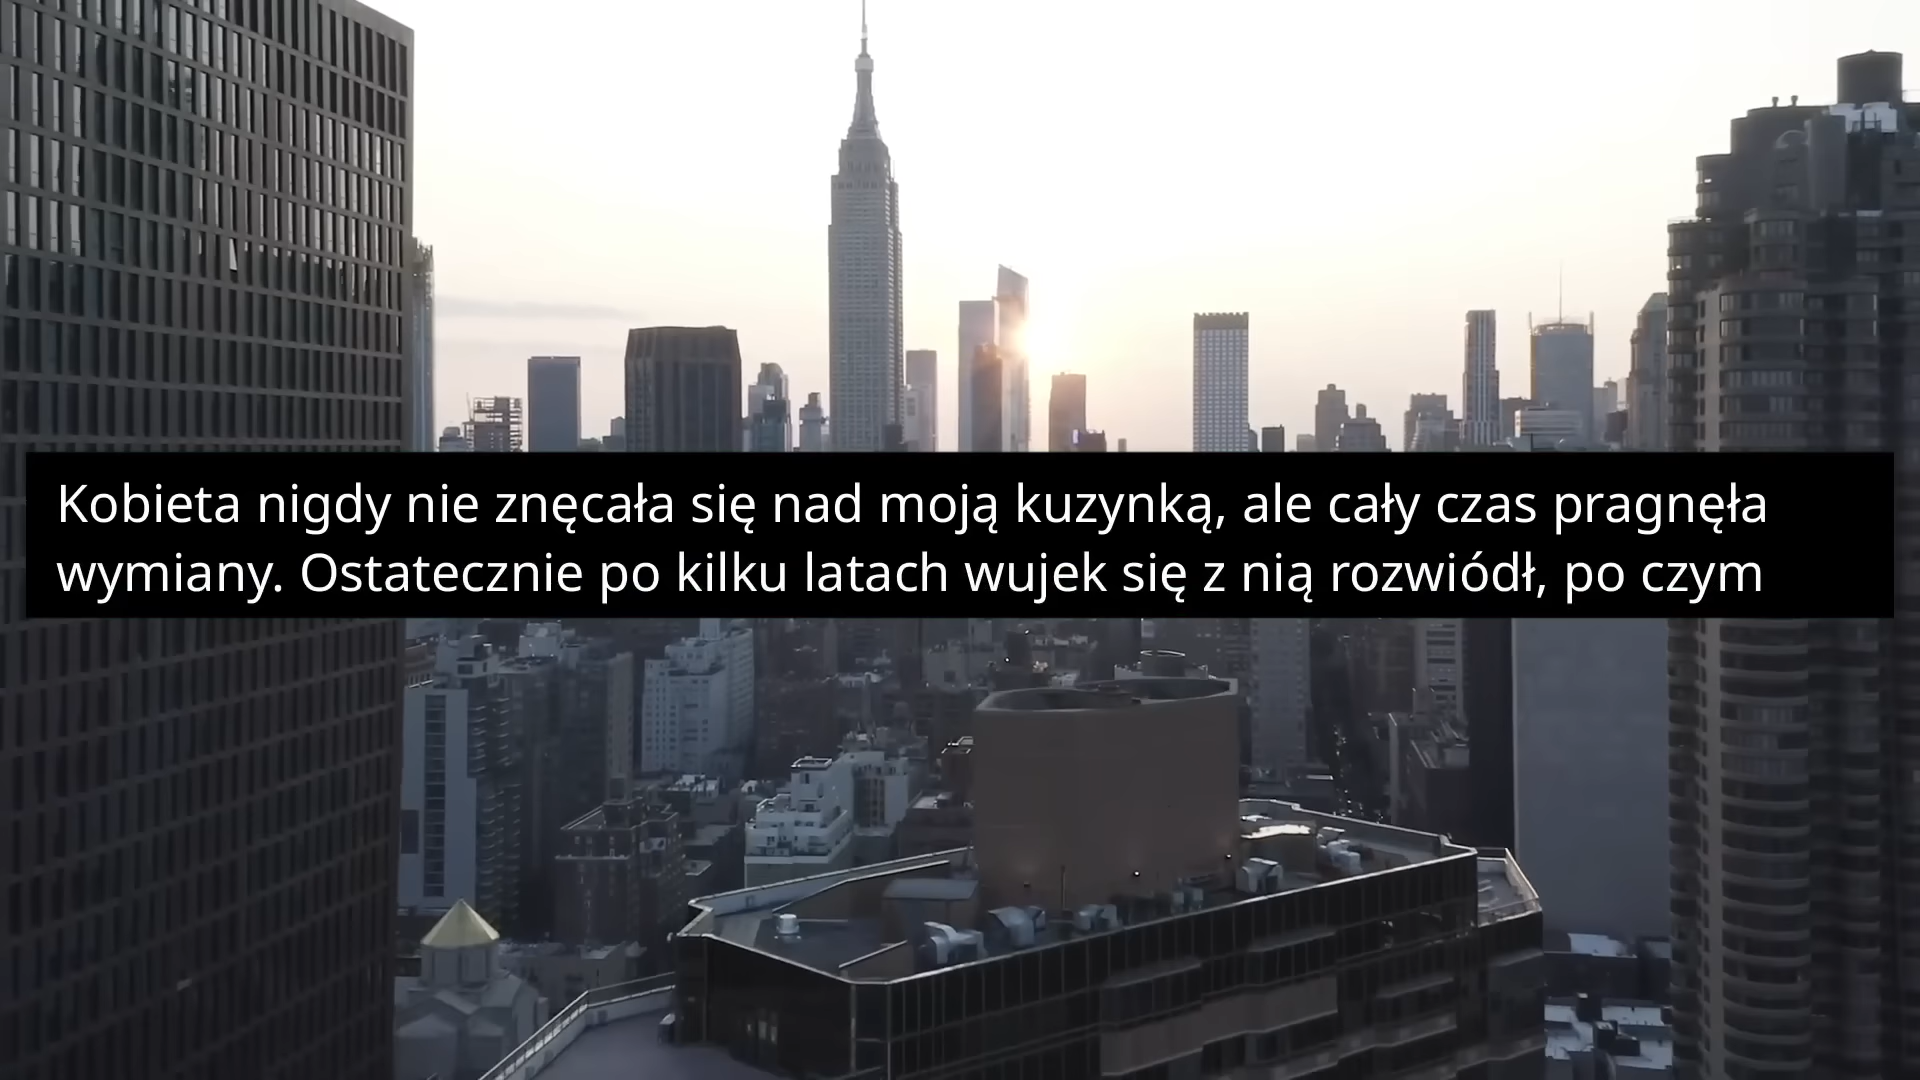 Kobieta nigdy nie znęcała się nad moją kuzynką, ale cały czas pragnęła
wymiany. Ostatecznie po kilku latach wujek się z nią rozwiódł, po czym